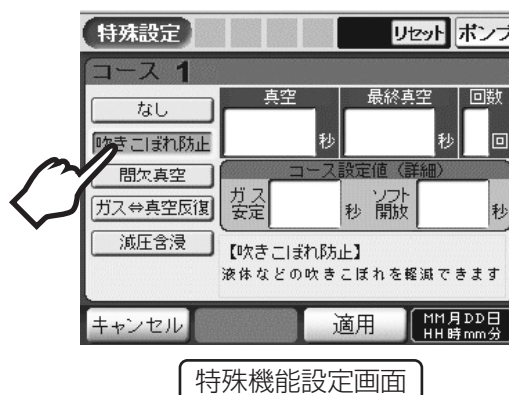 特殊設定 リセット ポンプ
コース 1
なし
吹きこぼれ防止
間欠真空
ガス⇔真空反復
減圧含浸
真空 最終真空 回数
秒 秒 回
コース設定値（詳細）
ガス安定 秒 ソフト開放 秒
【吹きこぼれ防止】
液体などの吹きこぼれを軽減できます
キャンセル 適用 MM月DD日
HH時mm分
特殊機能設定画面